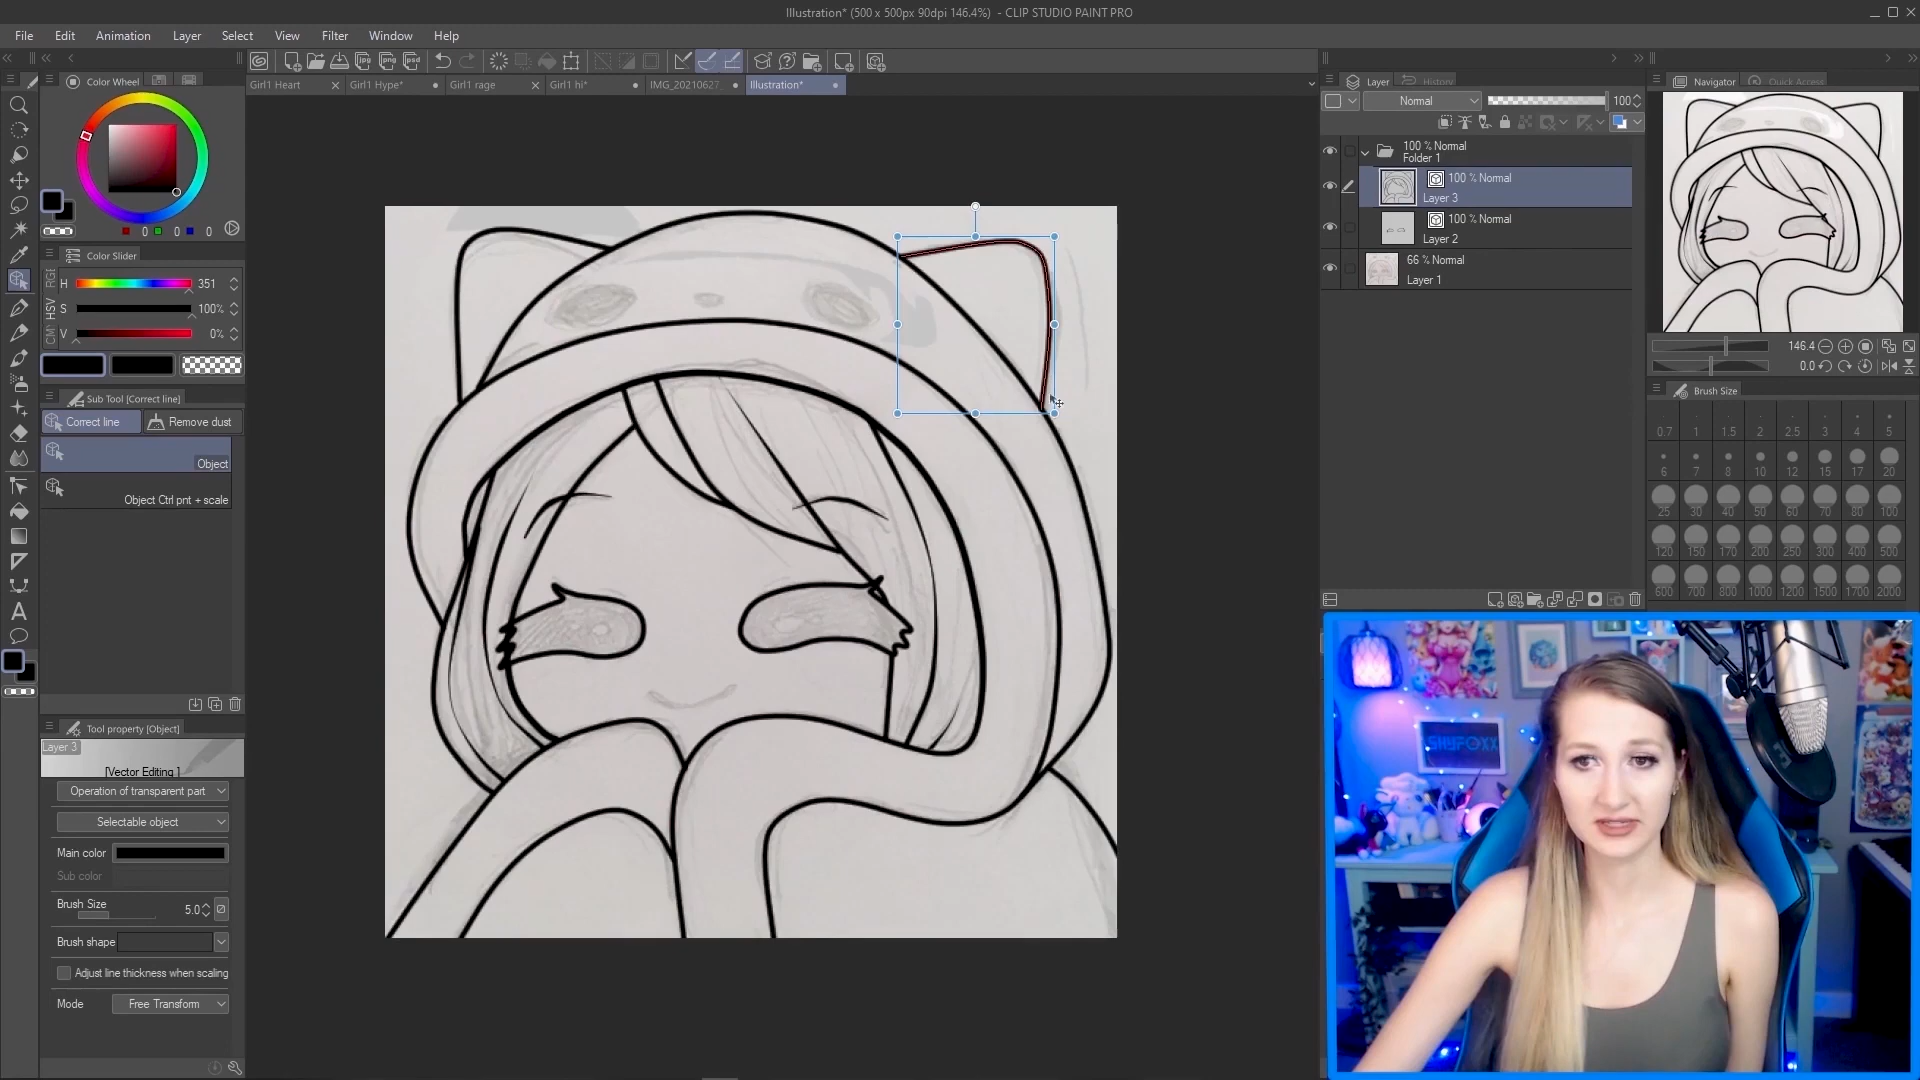 Illustration* (500 x 500px 90dpi 146.4%) - CLIP STUDIO PAINT PRO
File Edit Animation Layer Select View Filter Window Help
Girl1 Heart
Girl1 Hype*
Girl1 rage
Girl1 hi*
IMG_20210627
Illustration*
Color Wheel
0 0 0
Color Slider
RGB
HSV
CM
H 351
S 100%
V 0%
Sub Tool [Correct line]
Correct line
Remove dust
Object
Object Ctrl pnt + scale
Tool property [Object]
Layer 3
[Vector Editing ]
Operation of transparent part
Selectable object
Main color
Sub color
Brush Size 5.0
Brush shape
Adjust line thickness when scaling
Mode Free Transform
Layer
History
Normal 100
100 % Normal
Folder 1
100 % Normal
Layer 3
100 % Normal
Layer 2
66 % Normal
Layer 1
Navigator
Quick Access
146.4
0.0
Brush Size
0.7 1 1.5 2 2.5 3 4 5
6 7 8 10 12 15 17 20
25 30 40 50 60 70 80 100
120 150 170 200 250 300 400 500
600 700 800 1000 1200 1500 1700 2000
SHYFOXX